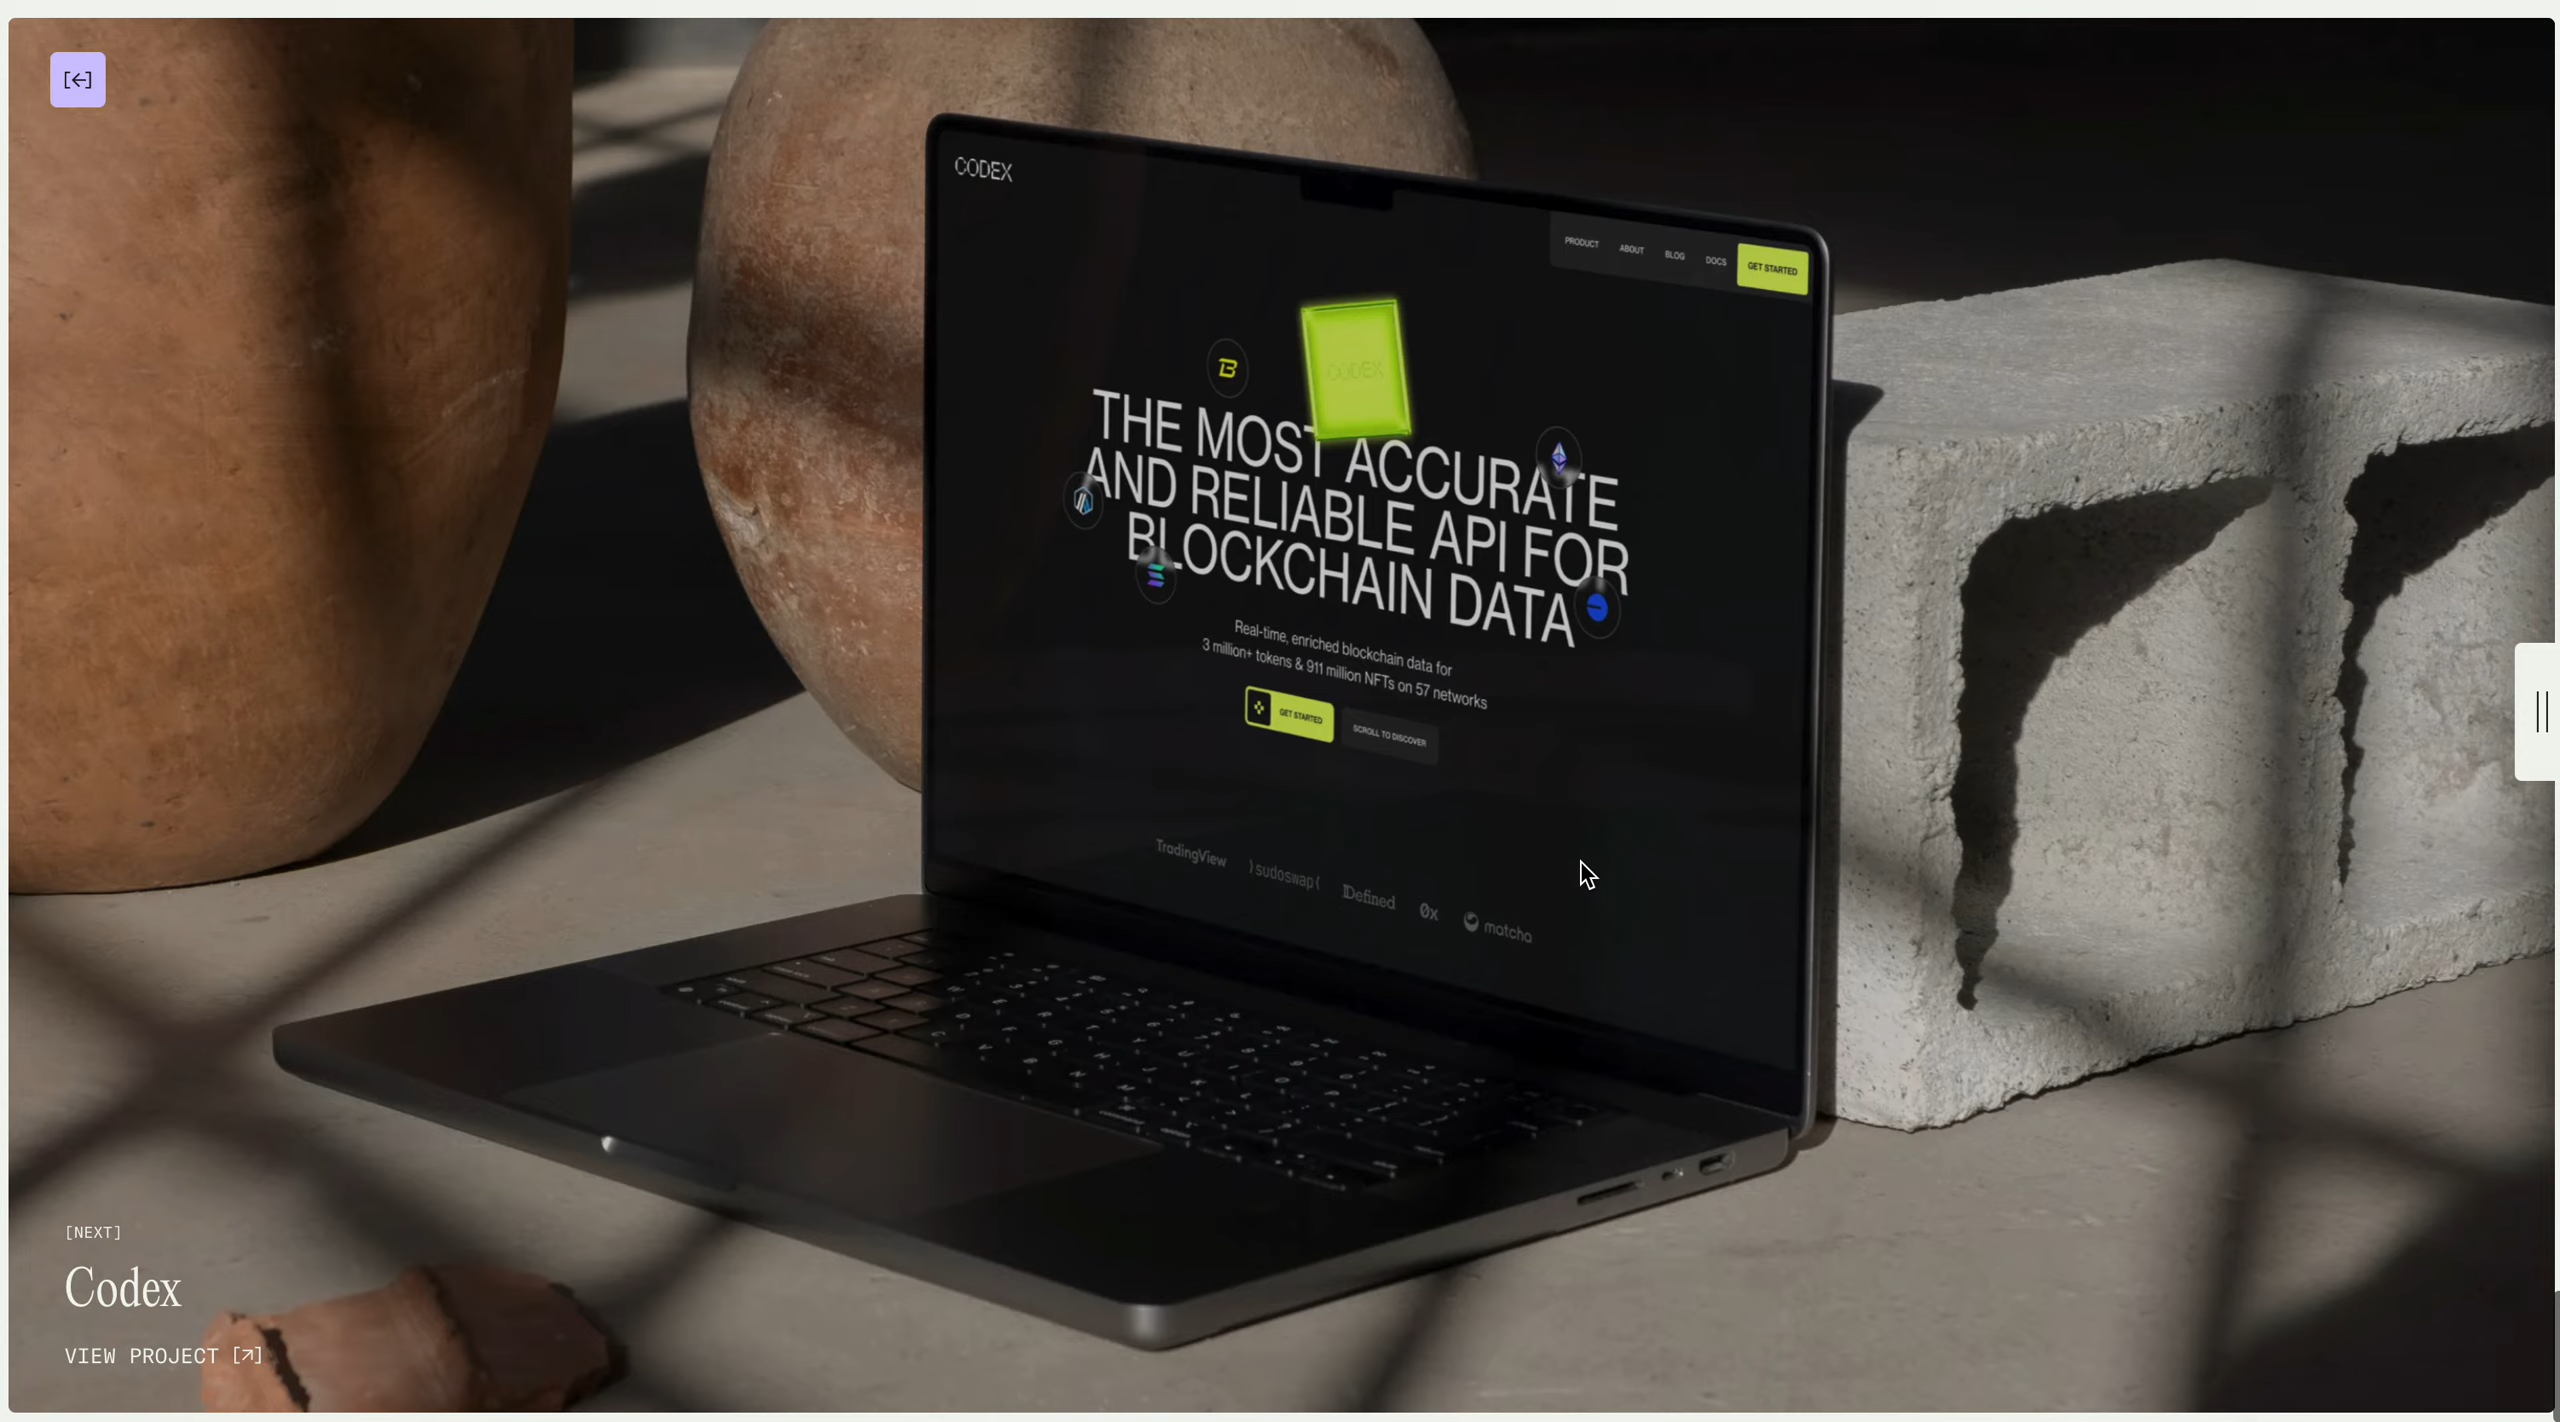 [←]
CODEX
PRODUCT ABOUT BLOG DOCS GET STARTED
CODEX
THE MOST ACCURATE
AND RELIABLE API FOR
BLOCKCHAIN DATA
Real-time, enriched blockchain data for
3 million+ tokens & 911 million NFTs on 57 networks
GET STARTED
SCROLL TO DISCOVER
TradingView
sudoswap
Defined
0x
matcha
[NEXT]
Codex
VIEW PROJECT [↗]